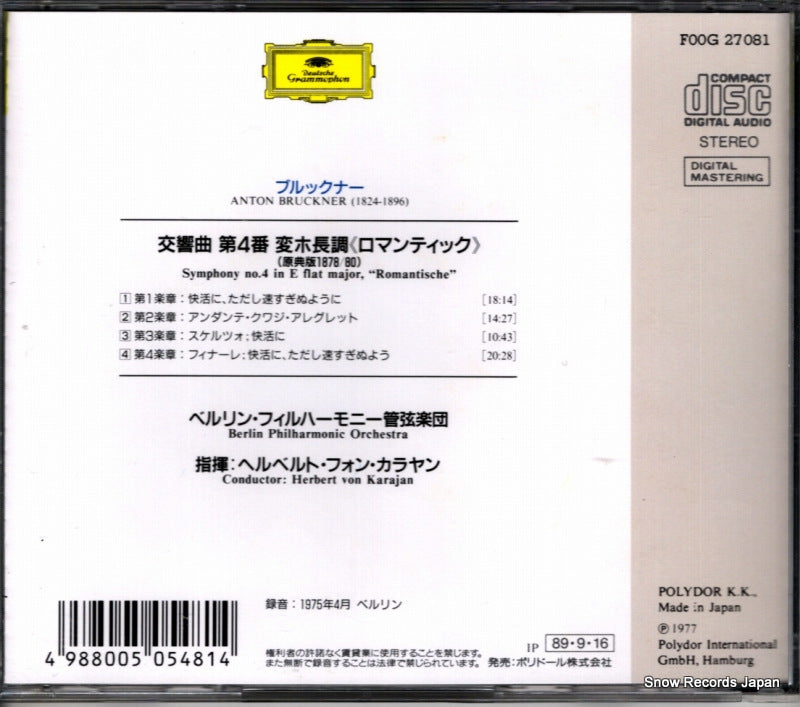 F00G 27081
Deutsche
Grammophon
COMPACT
disc
DIGITAL AUDIO
STEREO
DIGITAL
MASTERING
ブルックナー
ANTON BRUCKNER (1824-1896)
交響曲 第4番 変ホ長調《ロマンティック》
(原典版1878/80)
Symphony no.4 in E flat major, “Romantische”
1 第1楽章：快活に、ただし速すぎぬように [18:14]
2 第2楽章：アンダンテ・クワジ・アレグレット [14:27]
3 第3楽章：スケルツォ；快活に [10:43]
4 第4楽章：フィナーレ；快活に、ただし速すぎぬよう [20:28]
ベルリン・フィルハーモニー管弦楽団
Berlin Philharmonic Orchestra
指揮：ヘルベルト・フォン・カラヤン
Conductor: Herbert von Karajan
録音：1975年4月 ベルリン
4 988005 054814
権利者の許諾なく賃貸業に使用することを禁じます。
また無断で録音することは法律で禁じられています。
IP 89・9・16
発売：ポリドール株式会社
POLYDOR K.K.,
Made in Japan
Ⓟ 1977
Polydor International
GmbH, Hamburg
Snow Records Japan